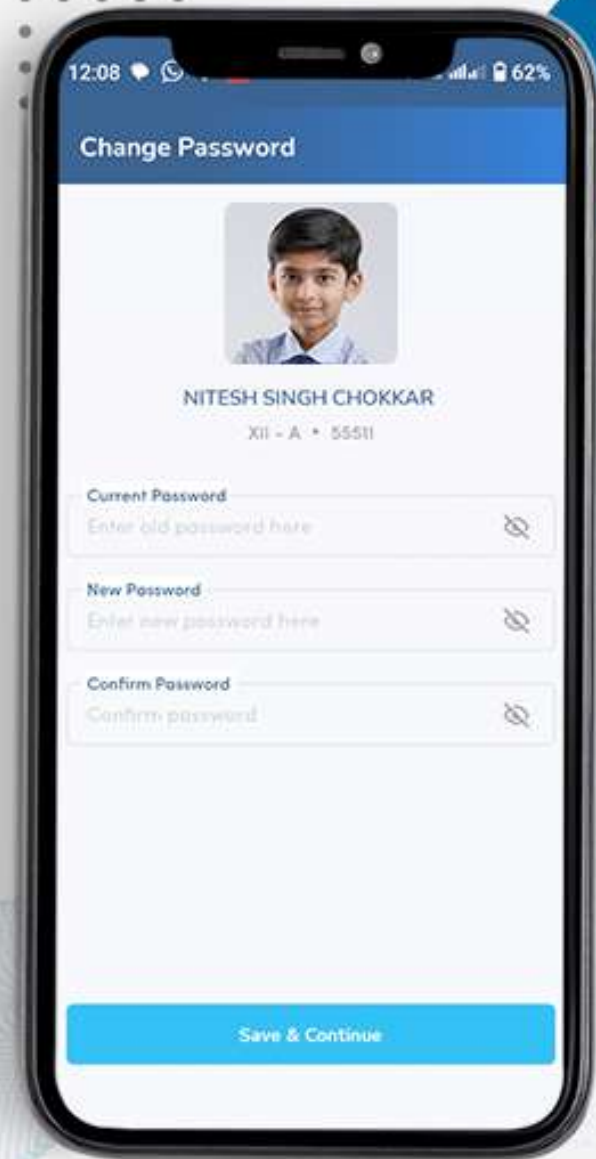 12:08 62%
Change Password
NITESH SINGH CHOKKAR
XII - A • 55511
Current Password
Enter old password here
New Password
Enter new password here
Confirm Password
Confirm password
Save & Continue